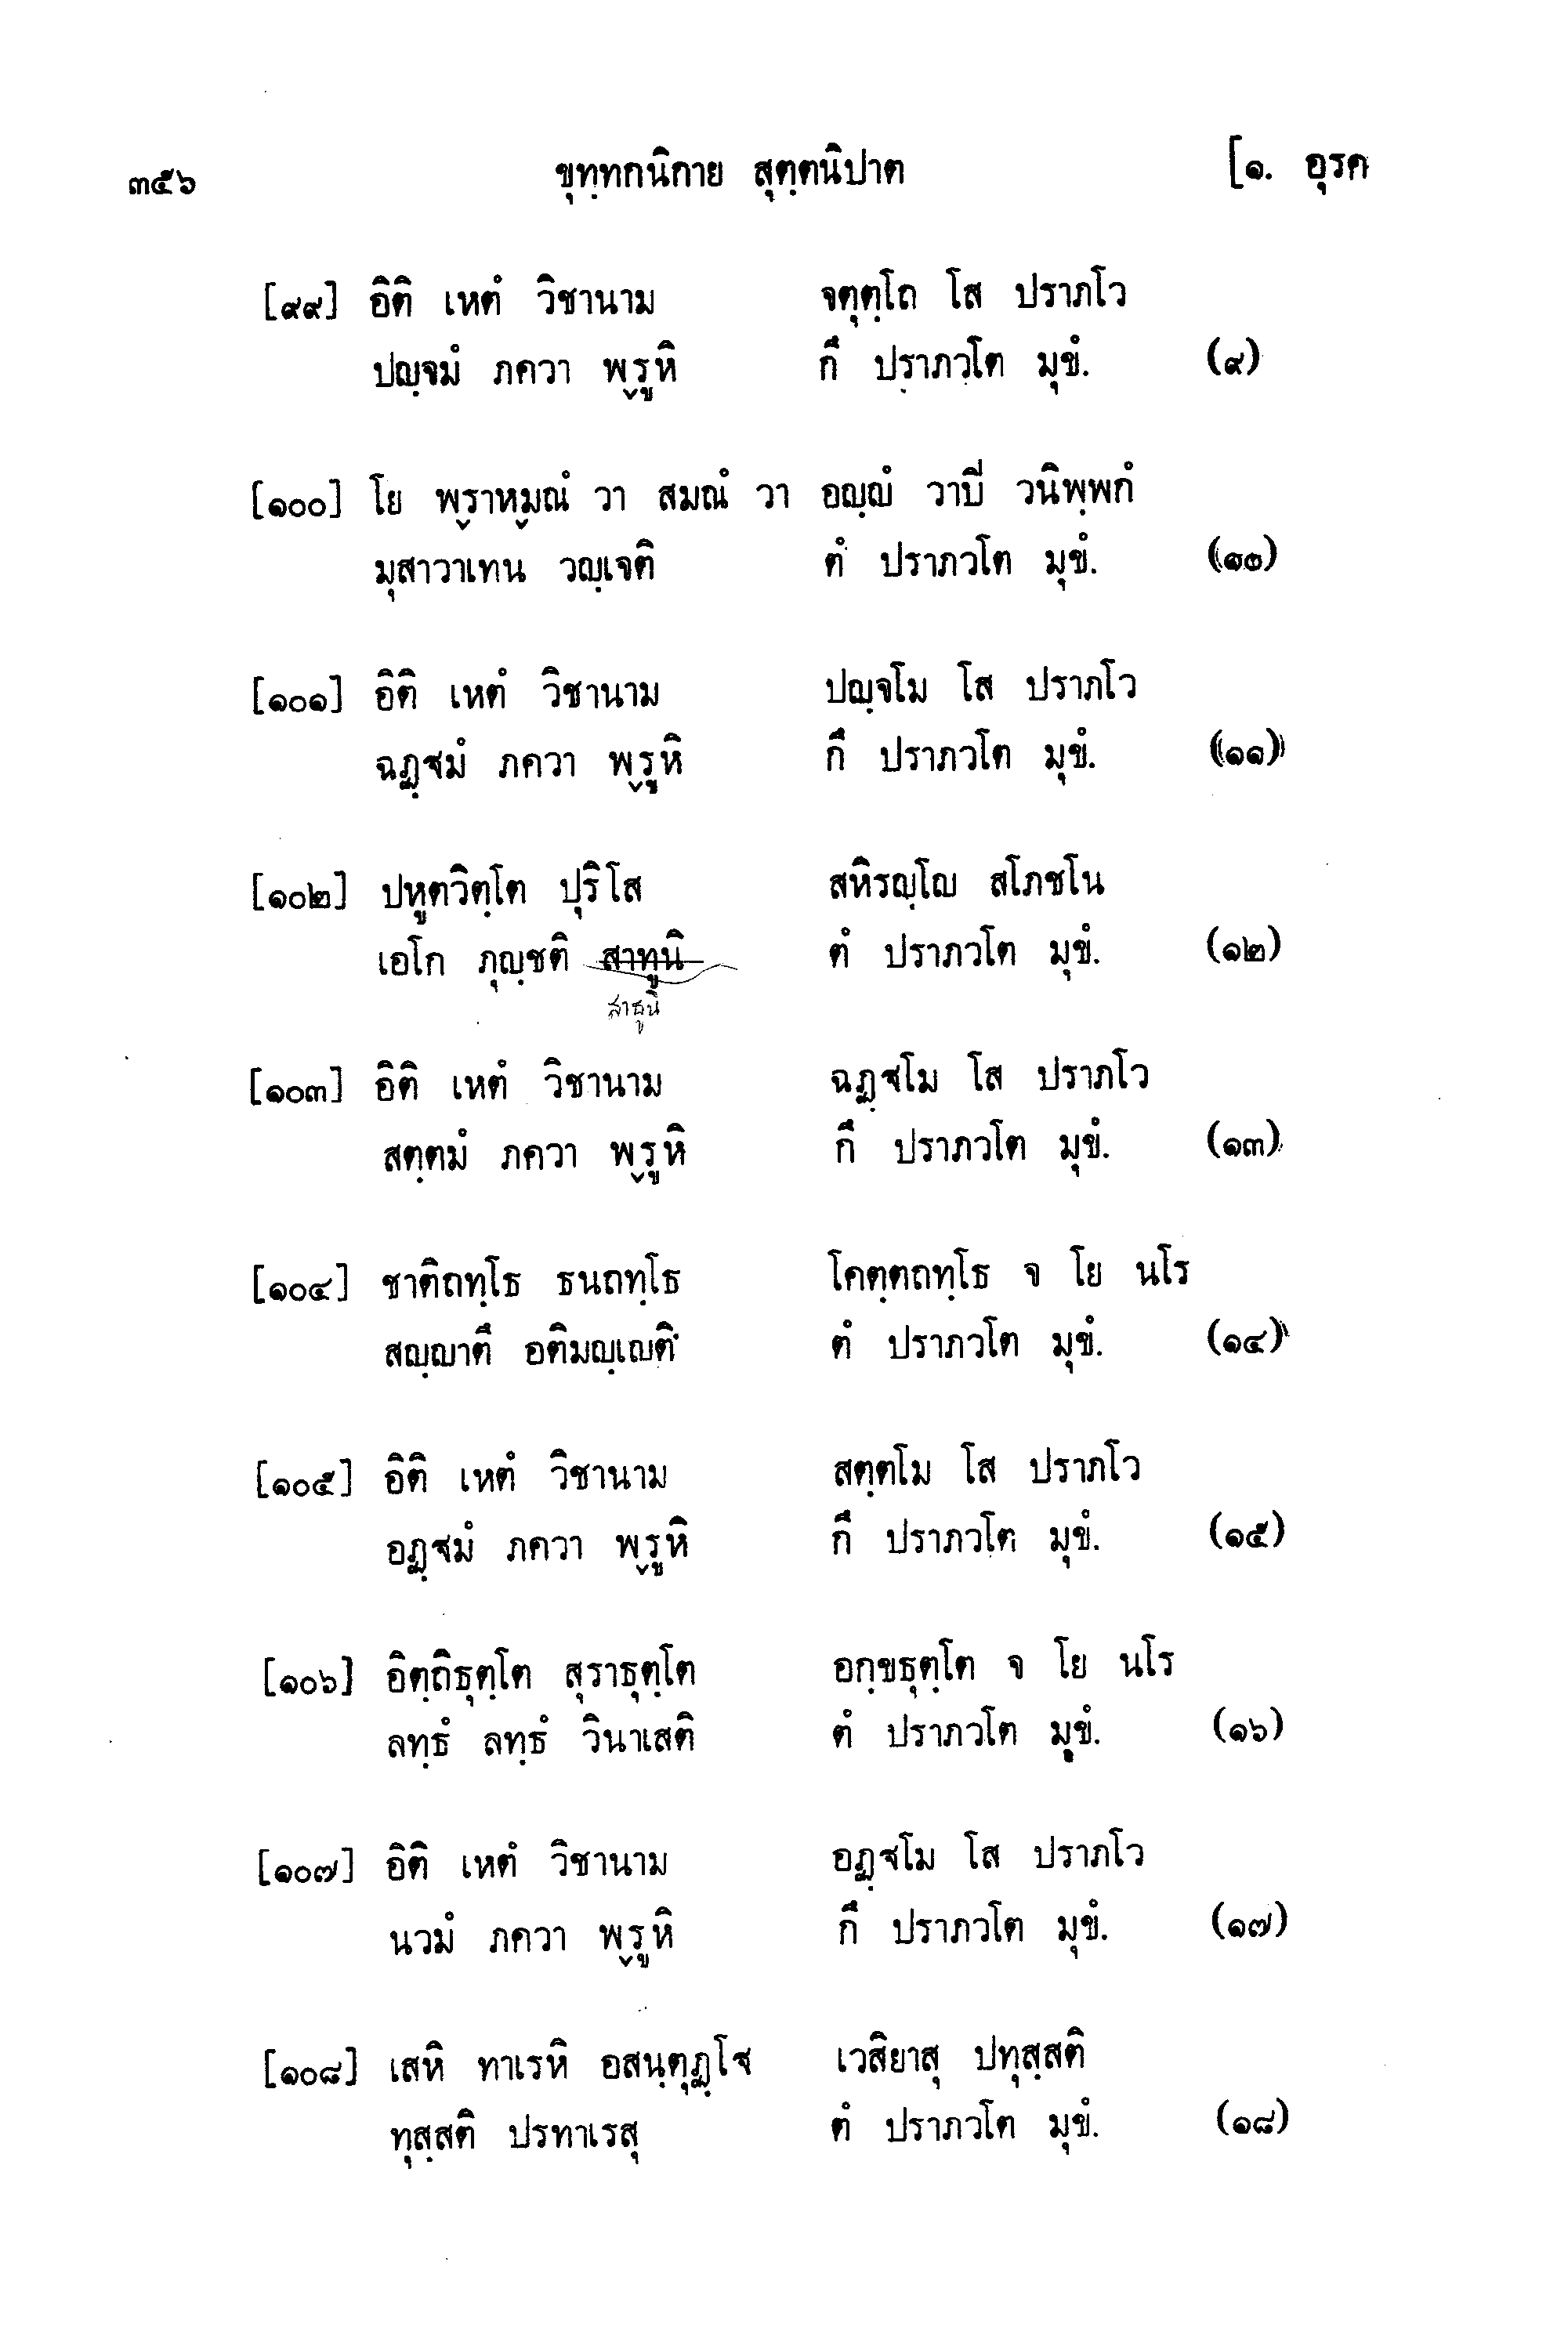 ๓๕๖ ขุทฺทกนิกาย สุตฺตนิปาต [๑. อุรค
[๙๙] อิติ เหตํ วิชานาม จตุตฺโถ โส ปราภโว
ปญฺจมํ ภควา พฺรูหิ กึ ปราภวโต มุขํ. (๙)
[๑๐๐] โย พฺราหฺมณํ วา สมณํ วา อญฺญํ วาปิ วนิพฺพกํ
มุสาวาเทน วญฺเจติ ตํ ปราภวโต มุขํ. (๑๐)
[๑๐๑] อิติ เหตํ วิชานาม ปญฺจโม โส ปราภโว
ฉฏฺฐมํ ภควา พฺรูหิ กึ ปราภวโต มุขํ. (๑๑)
[๑๐๒] ปหูตวิตฺโต ปุริโส สหิรญฺโญ สโภชโน
เอโก ภุญฺชติ สาทูนิ ตํ ปราภวโต มุขํ. (๑๒)
สาธูนิ
[๑๐๓] อิติ เหตํ วิชานาม ฉฏฺฐโม โส ปราภโว
สตฺตมํ ภควา พฺรูหิ กึ ปราภวโต มุขํ. (๑๓)
[๑๐๔] ชาติถทฺโธ ธนถทฺโธ โคตฺตถทฺโธ จ โย นโร
สญฺญาตึ อติมญฺเญติ ตํ ปราภวโต มุขํ. (๑๔)
[๑๐๕] อิติ เหตํ วิชานาม สตฺตโม โส ปราภโว
อฏฺฐมํ ภควา พฺรูหิ กึ ปราภวโต มุขํ. (๑๕)
[๑๐๖] อิตฺถิธุตฺโต สุราธุตฺโต อกฺขธุตฺโต จ โย นโร
ลทฺธํ ลทฺธํ วินาเสติ ตํ ปราภวโต มุขํ. (๑๖)
[๑๐๗] อิติ เหตํ วิชานาม อฏฺฐโม โส ปราภโว
นวมํ ภควา พฺรูหิ กึ ปราภวโต มุขํ. (๑๗)
[๑๐๘] เสหิ ทาเรหิ อสนฺตุฏฺโฐ เวสิยาสุ ปทุสฺสติ
ทุสฺสติ ปรทาเรสุ ตํ ปราภวโต มุขํ. (๑๘)